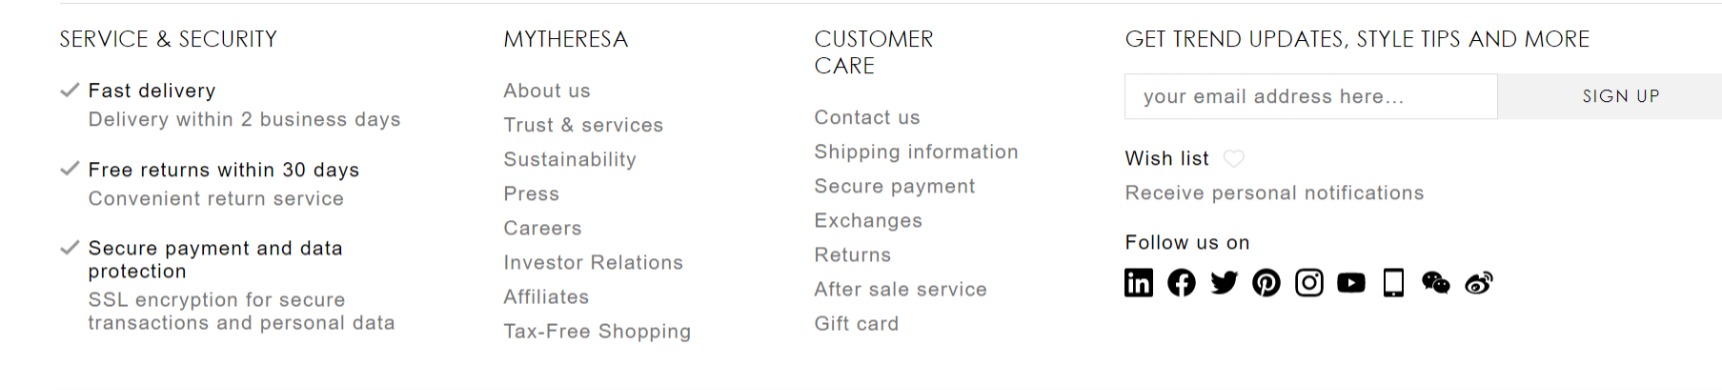 SERVICE & SECURITY
Fast delivery
Delivery within 2 business days
Free returns within 30 days
Convenient return service
Secure payment and data
protection
SSL encryption for secure
transactions and personal data
MYTHERESA
About us
Trust & services
Sustainability
Press
Careers
Investor Relations
Affiliates
Tax-Free Shopping
CUSTOMER
CARE
Contact us
Shipping information
Secure payment
Exchanges
Returns
After sale service
Gift card
GET TREND UPDATES, STYLE TIPS AND MORE
your email address here...
SIGN UP
Wish list
Receive personal notifications
Follow us on
in